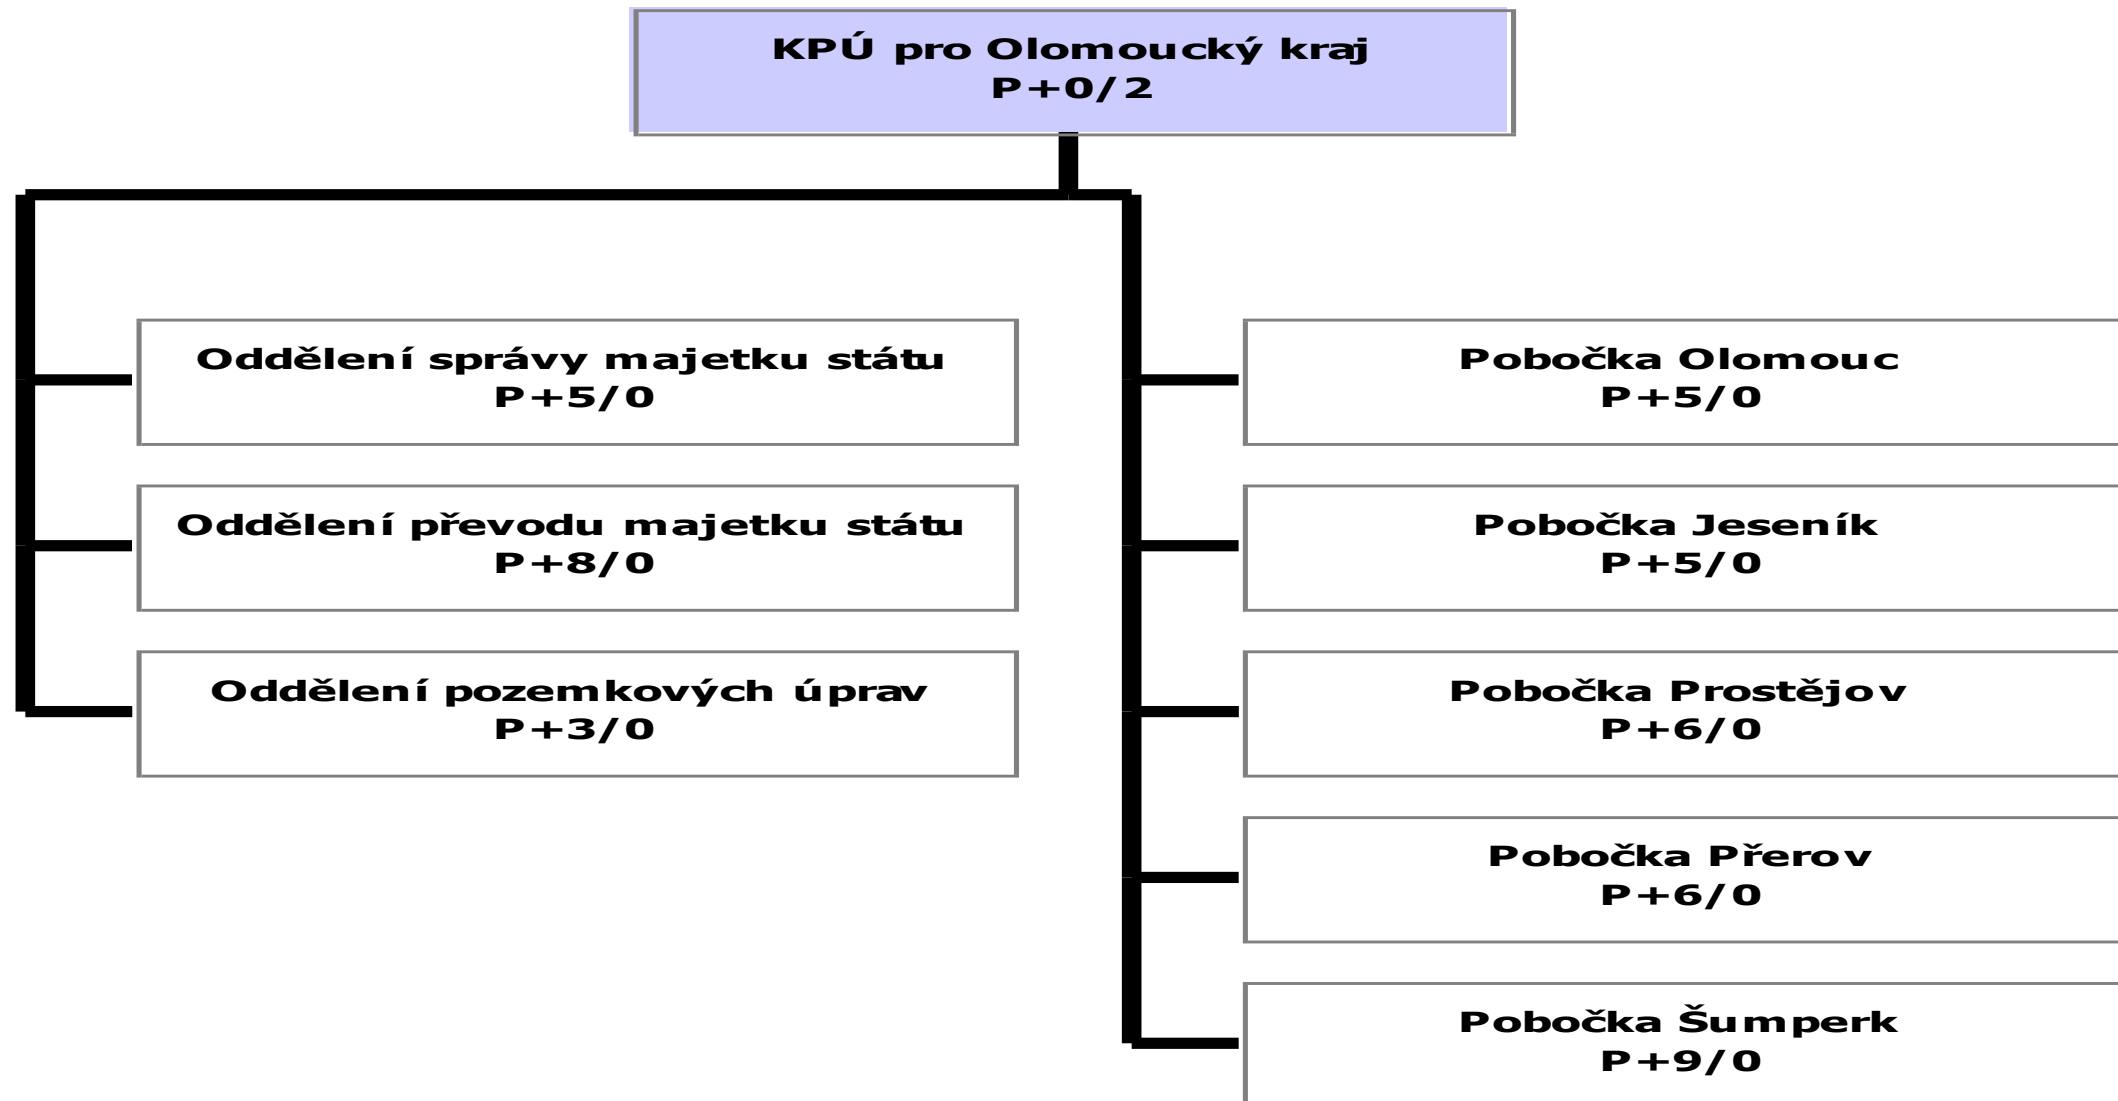 KPÚ pro Olomoucký kraj
P+0/2
Oddělení správy majetku státu
P+5/0
Oddělení převodu majetku státu
P+8/0
Oddělení pozemkových úprav
P+3/0
Pobočka Olomouc
P+5/0
Pobočka Jeseník
P+5/0
Pobočka Prostějov
P+6/0
Pobočka Přerov
P+6/0
Pobočka Šumperk
P+9/0